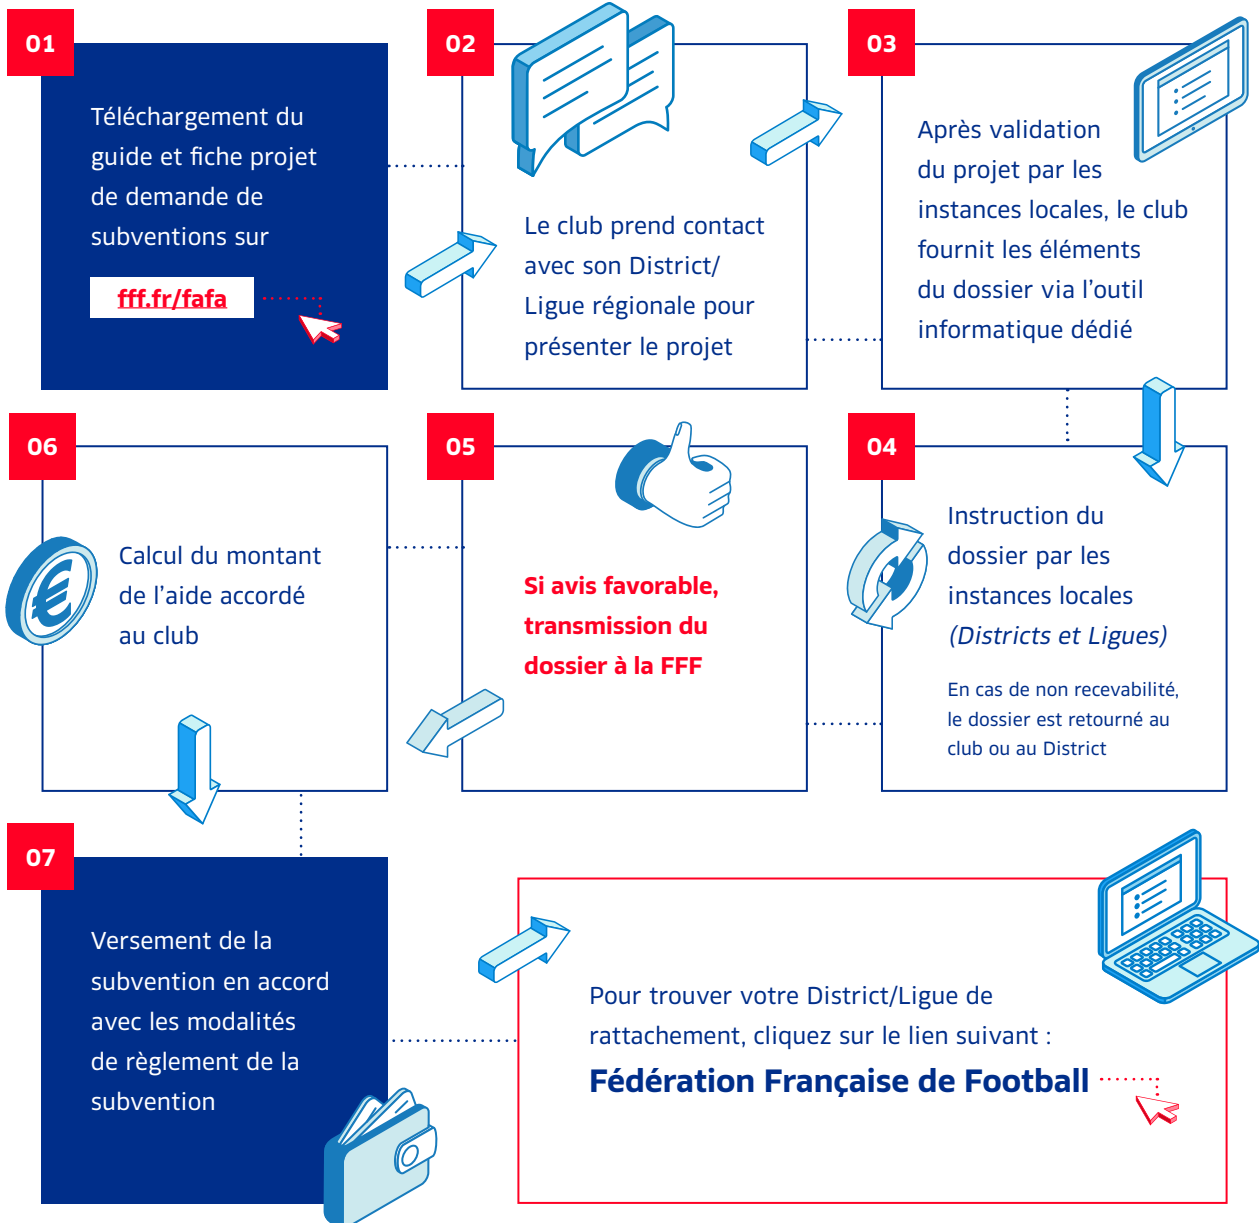 01
Téléchargement du
guide et fiche projet
de demande de
subventions sur
fff.fr/fafa
02
Le club prend contact
avec son District/
Ligue régionale pour
présenter le projet
03
Après validation
du projet par les
instances locales, le club
fournit les éléments
du dossier via l’outil
informatique dédié
04
Instruction du
dossier par les
instances locales
(Districts et Ligues)
En cas de non recevabilité,
le dossier est retourné au
club ou au District
05
Si avis favorable,
transmission du
dossier à la FFF
06
Calcul du montant
de l’aide accordé
au club
07
Versement de la
subvention en accord
avec les modalités
de règlement de la
subvention
Pour trouver votre District/Ligue de
rattachement, cliquez sur le lien suivant :
Fédération Française de Football